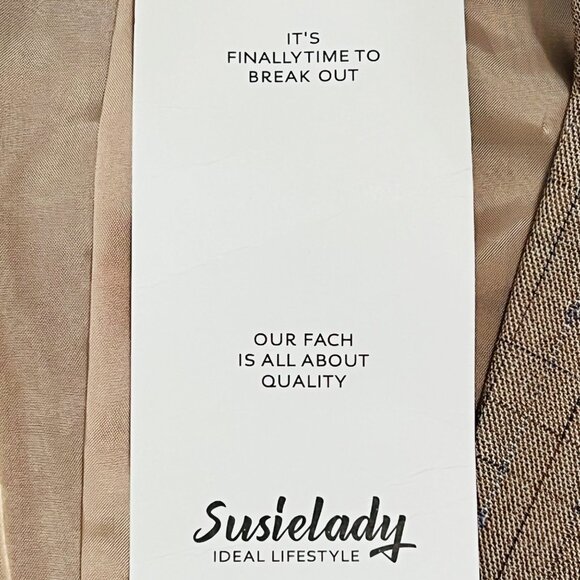 IT'S
FINALLYTIME TO
BREAK OUT
OUR FACH
IS ALL ABOUT
QUALITY
Susielady
IDEAL LIFESTYLE